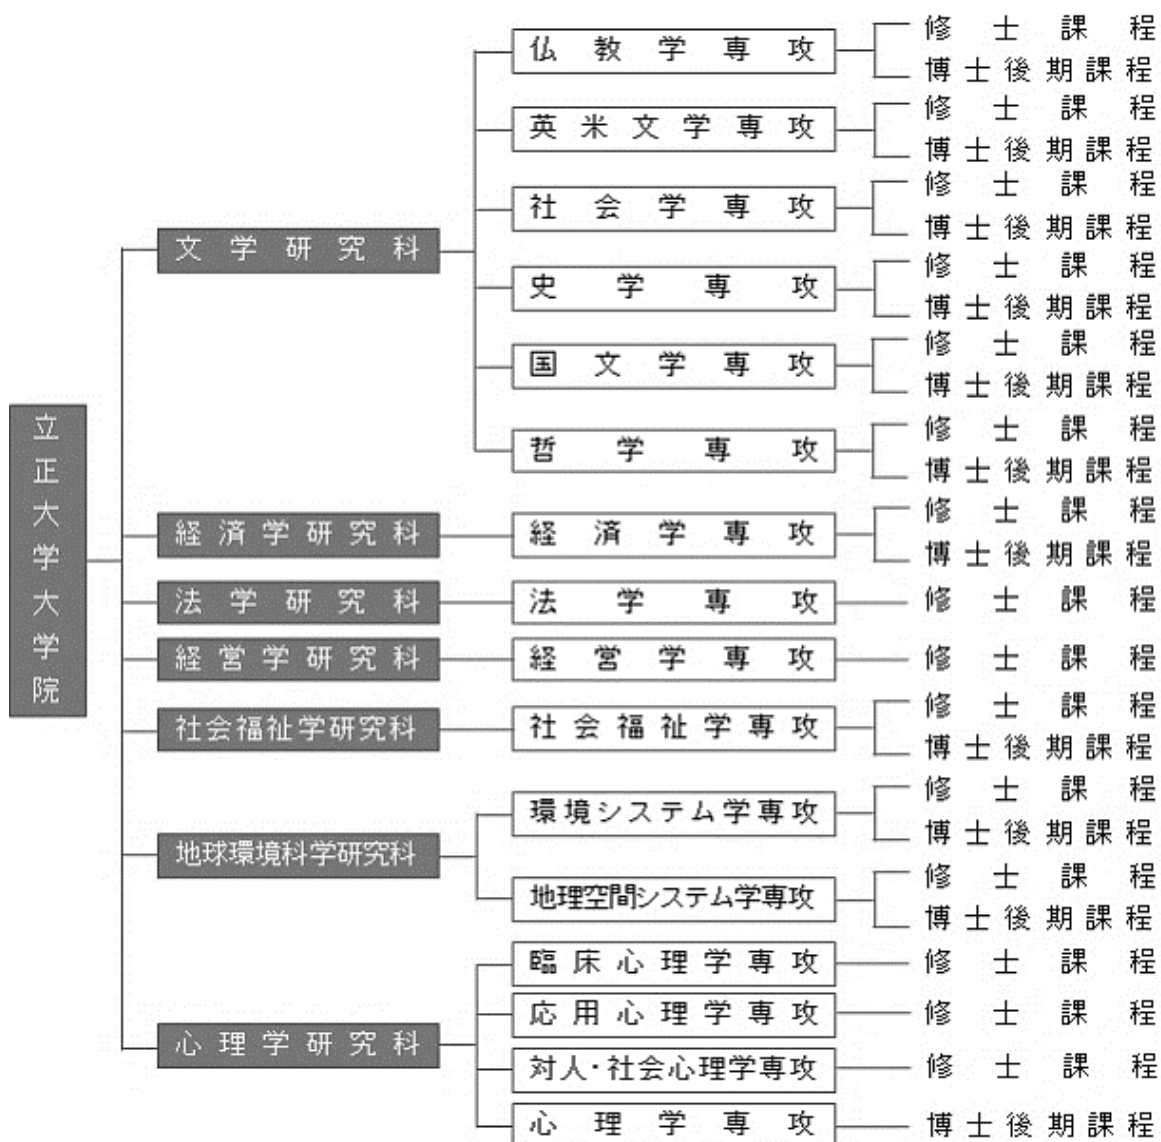 立正大学大学院
文学研究科
仏教学専攻
修士課程
博士後期課程
英米文学専攻
修士課程
博士後期課程
社会学専攻
修士課程
博士後期課程
史学専攻
修士課程
博士後期課程
国文学専攻
修士課程
博士後期課程
哲学専攻
修士課程
博士後期課程
経済学研究科
経済学専攻
修士課程
博士後期課程
法学研究科
法学専攻
修士課程
経営学研究科
経営学専攻
修士課程
社会福祉学研究科
社会福祉学専攻
修士課程
博士後期課程
地球環境科学研究科
環境システム学専攻
修士課程
博士後期課程
地理空間システム学専攻
修士課程
博士後期課程
心理学研究科
臨床心理学専攻
修士課程
応用心理学専攻
修士課程
対人・社会心理学専攻
修士課程
心理学専攻
博士後期課程